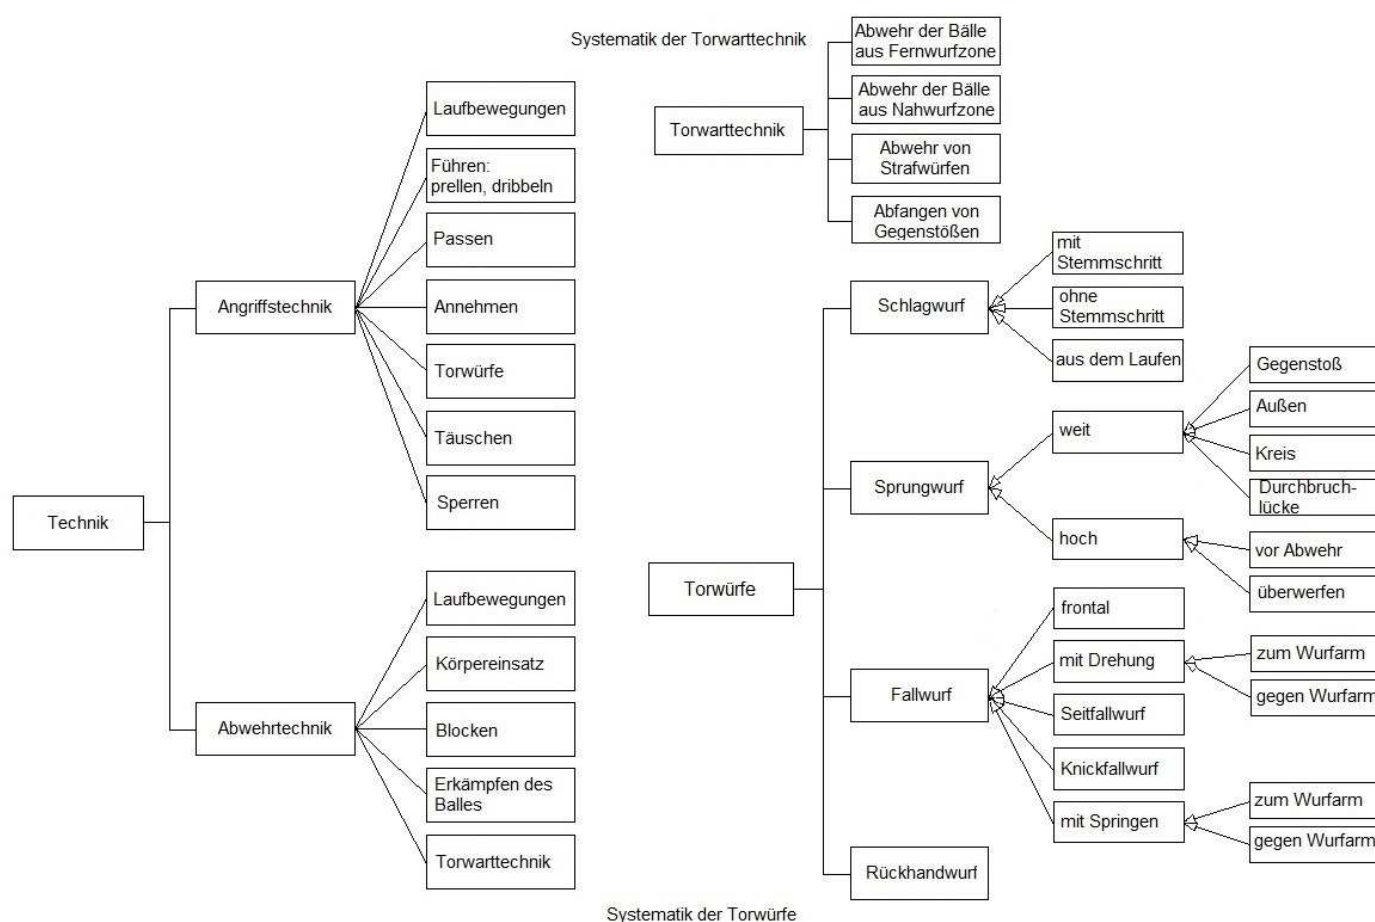 Technik
Angriffstechnik
Laufbewegungen
Führen:
prellen, dribbeln
Passen
Annehmen
Torwürfe
Täuschen
Sperren
Abwehrtechnik
Laufbewegungen
Körpereinsatz
Blocken
Erkämpfen des
Balles
Torwarttechnik
Systematik der Torwarttechnik
Torwarttechnik
Abwehr der Bälle
aus Fernwurfzone
Abwehr der Bälle
aus Nahwurfzone
Abwehr von
Strafwürfen
Abfangen von
Gegenstößen
Torwürfe
Schlagwurf
mit
Stemmschritt
ohne
Stemmschritt
aus dem Laufen
Sprungwurf
weit
Gegenstoß
Außen
Kreis
Durchbruch-
lücke
hoch
vor Abwehr
überwerfen
Fallwurf
frontal
mit Drehung
zum Wurfarm
gegen Wurfarm
Seitfallwurf
Knickfallwurf
mit Springen
zum Wurfarm
gegen Wurfarm
Rückhandwurf
Systematik der Torwürfe